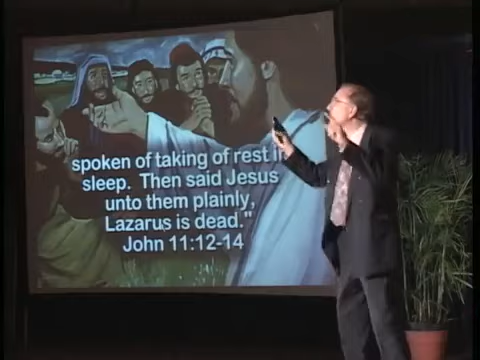 spoken of taking of rest in
sleep. Then said Jesus
unto them plainly,
Lazarus is dead."
John 11:12-14